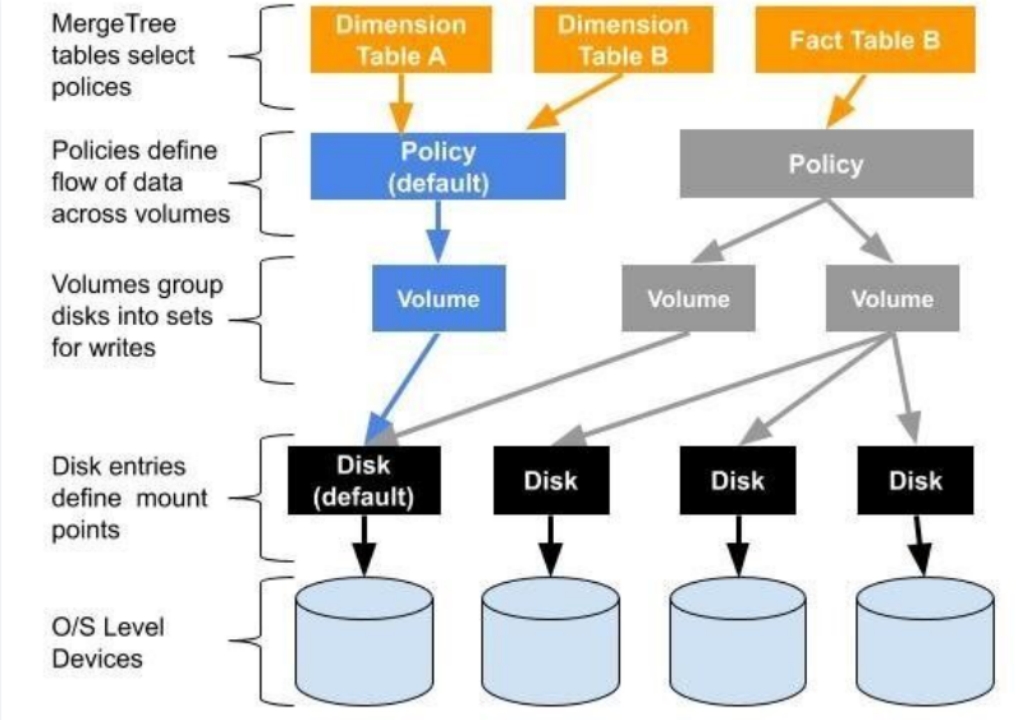 MergeTree
tables select
polices
Dimension
Table A
Dimension
Table B
Fact Table B
Policies define
flow of data
across volumes
Policy
(default)
Policy
Volumes group
disks into sets
for writes
Volume
Volume
Volume
Disk entries
define mount
points
Disk
(default)
Disk
Disk
Disk
O/S Level
Devices